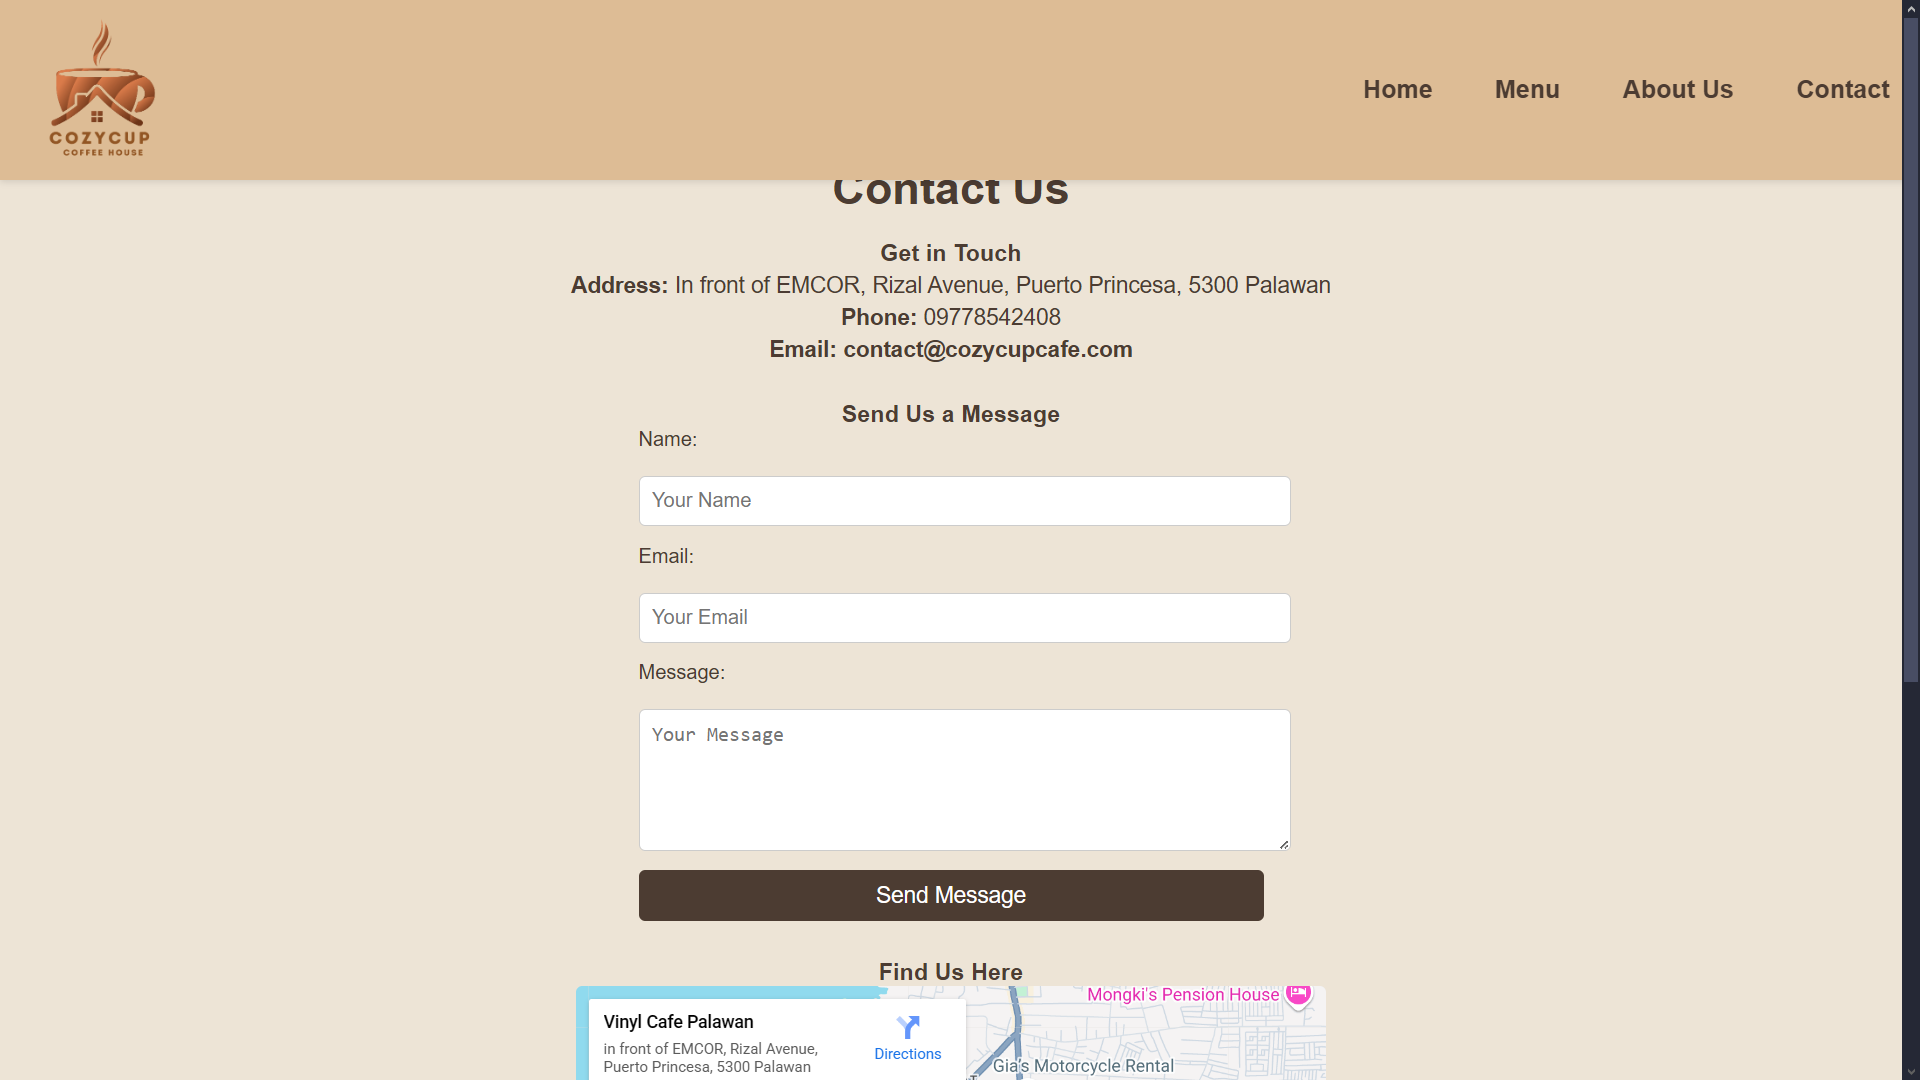 COZYCUP
COFFEE HOUSE
Home Menu About Us Contact
Contact Us
Get in Touch
Address: In front of EMCOR, Rizal Avenue, Puerto Princesa, 5300 Palawan
Phone: 09778542408
Email: contact@cozycupcafe.com
Send Us a Message
Name:
Your Name
Email:
Your Email
Message:
Your Message
Send Message
Find Us Here
Mongki's Pension House
Vinyl Cafe Palawan
in front of EMCOR, Rizal Avenue,
Puerto Princesa, 5300 Palawan
Directions
Gia's Motorcycle Rental